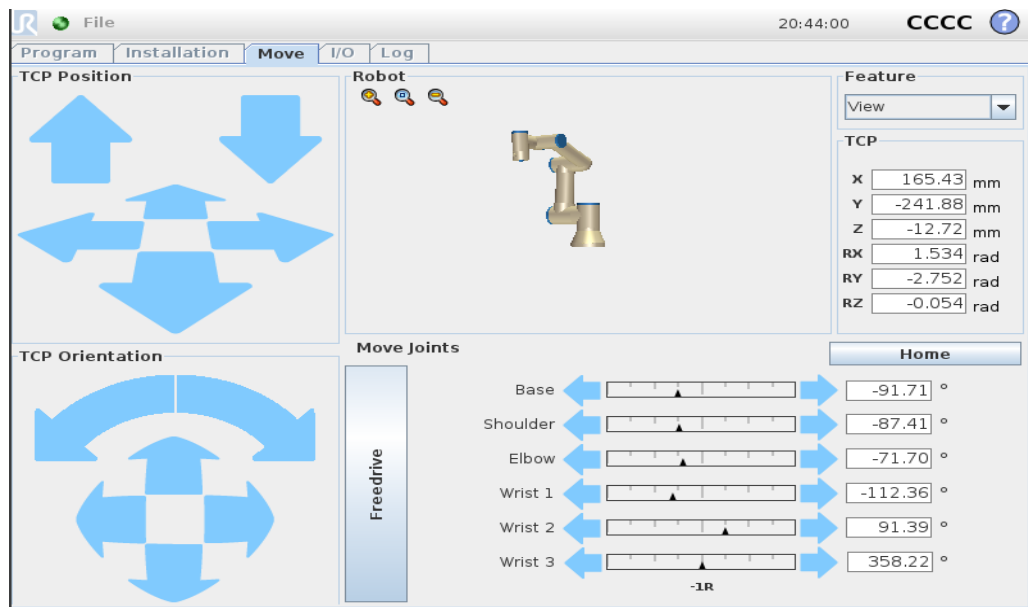 UR File 20:44:00 CCCC ?
Program Installation Move I/O Log
TCP Position
Robot
Feature
View
TCP
X 165.43 mm
Y -241.88 mm
Z -12.72 mm
RX 1.534 rad
RY -2.752 rad
RZ -0.054 rad
TCP Orientation
Move Joints
Home
Freedrive
Base -91.71 °
Shoulder -87.41 °
Elbow -71.70 °
Wrist 1 -112.36 °
Wrist 2 91.39 °
Wrist 3 358.22 °
-1R